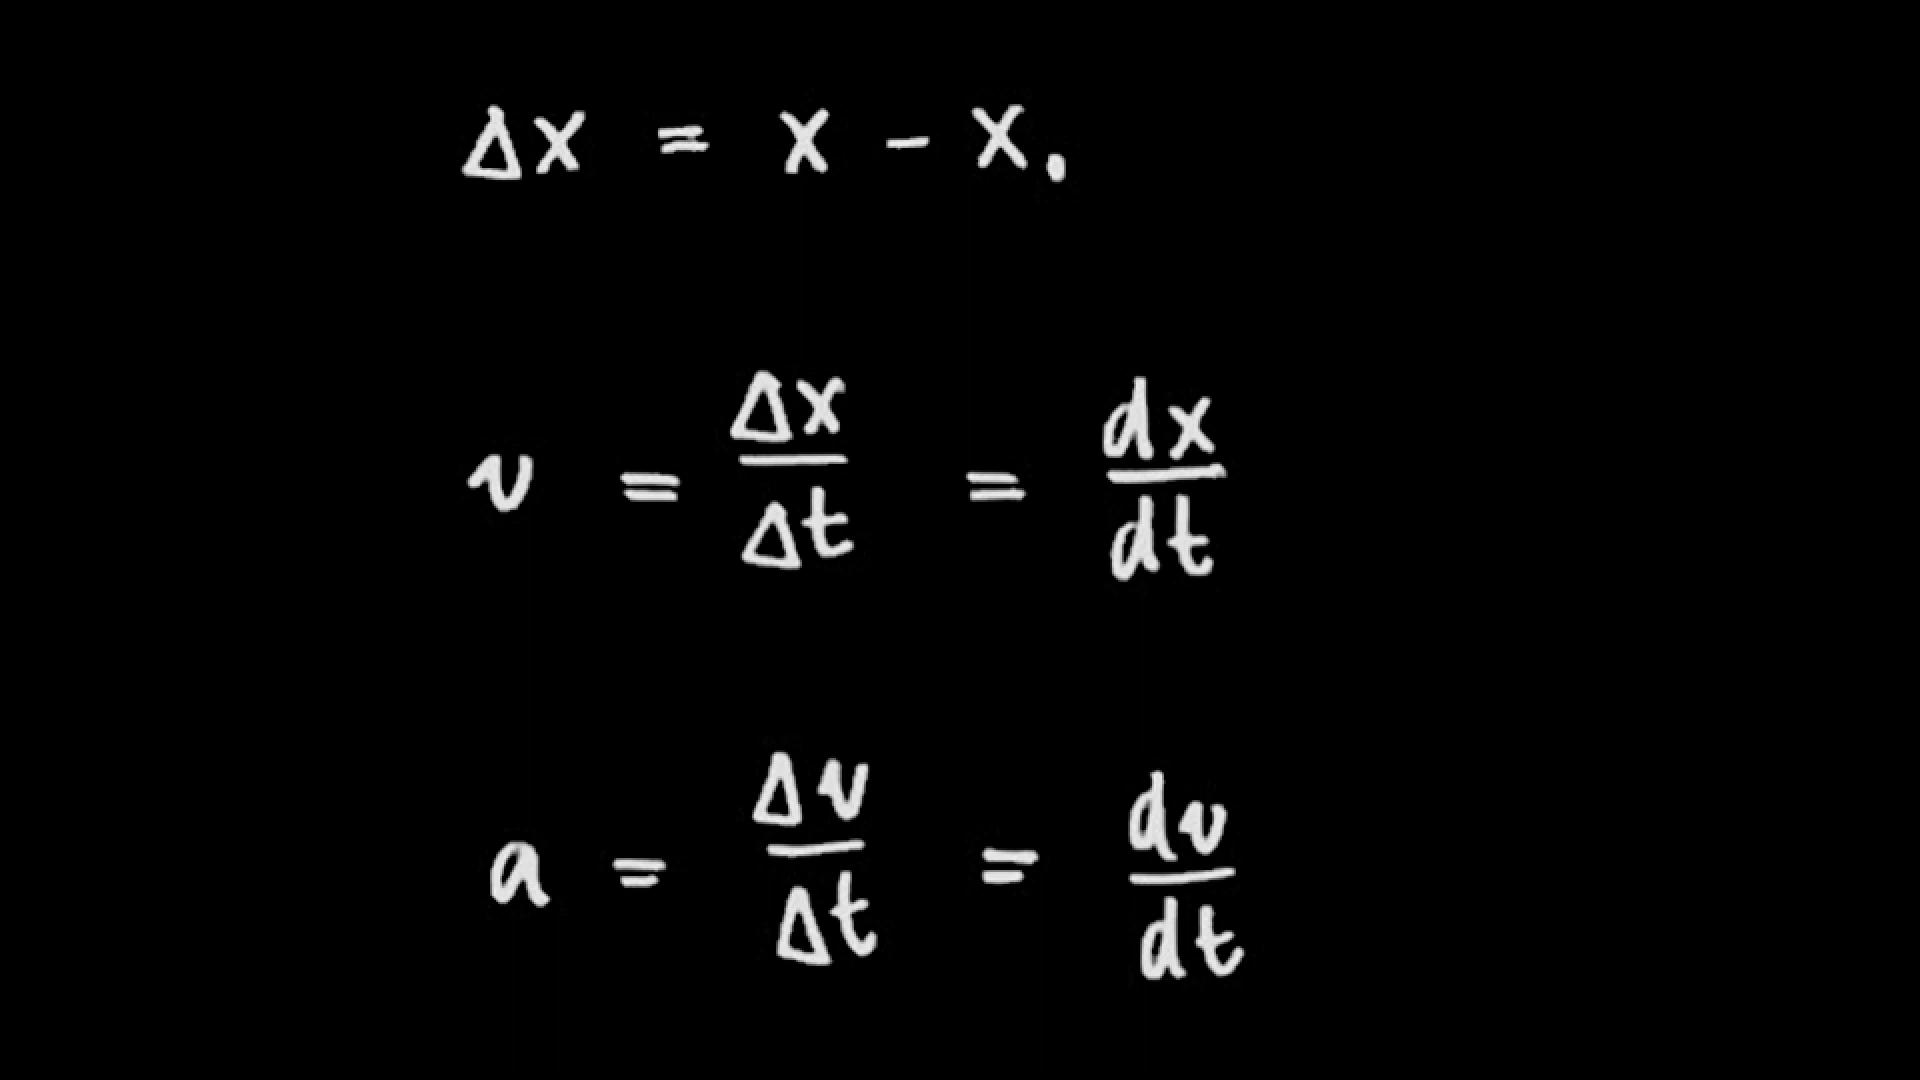 Δx = x - x₀
v = Δx/Δt = dx/dt
a = Δv/Δt = dv/dt